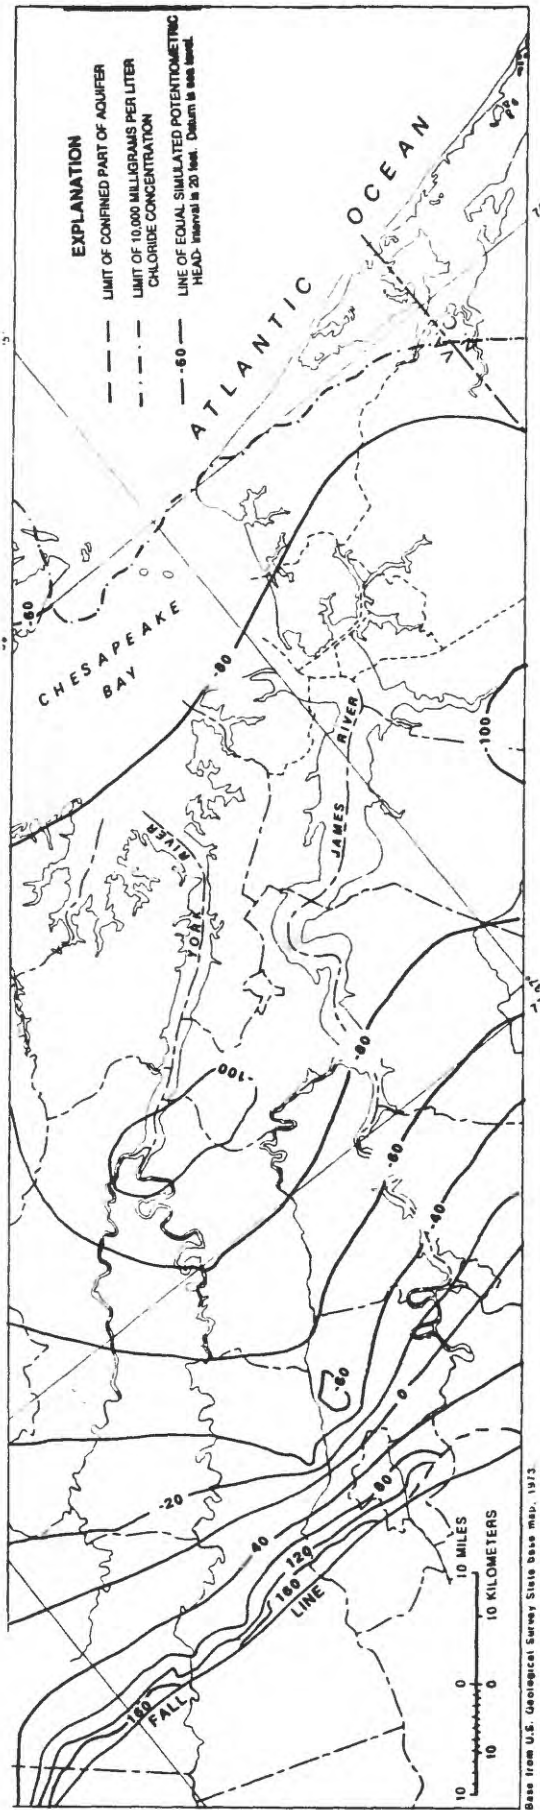 EXPLANATION
LIMIT OF CONFINED PART OF AQUIFER
LIMIT OF 10,000 MILLIGRAMS PER LITER
CHLORIDE CONCENTRATION
-60 LINE OF EQUAL SIMULATED POTENTIOMETRIC
HEAD- Interval is 20 feet. Datum is sea level.
ATLANTIC OCEAN
CHESAPEAKE
BAY
-60
-80
YORK RIVER
JAMES RIVER
-100
-100
-80
-60
-40
-60
0
-20
40
80
120
160
160
FALL LINE
10 0 10 MILES
10 0 10 KILOMETERS
Base from U.S. Geological Survey State base map, 1973